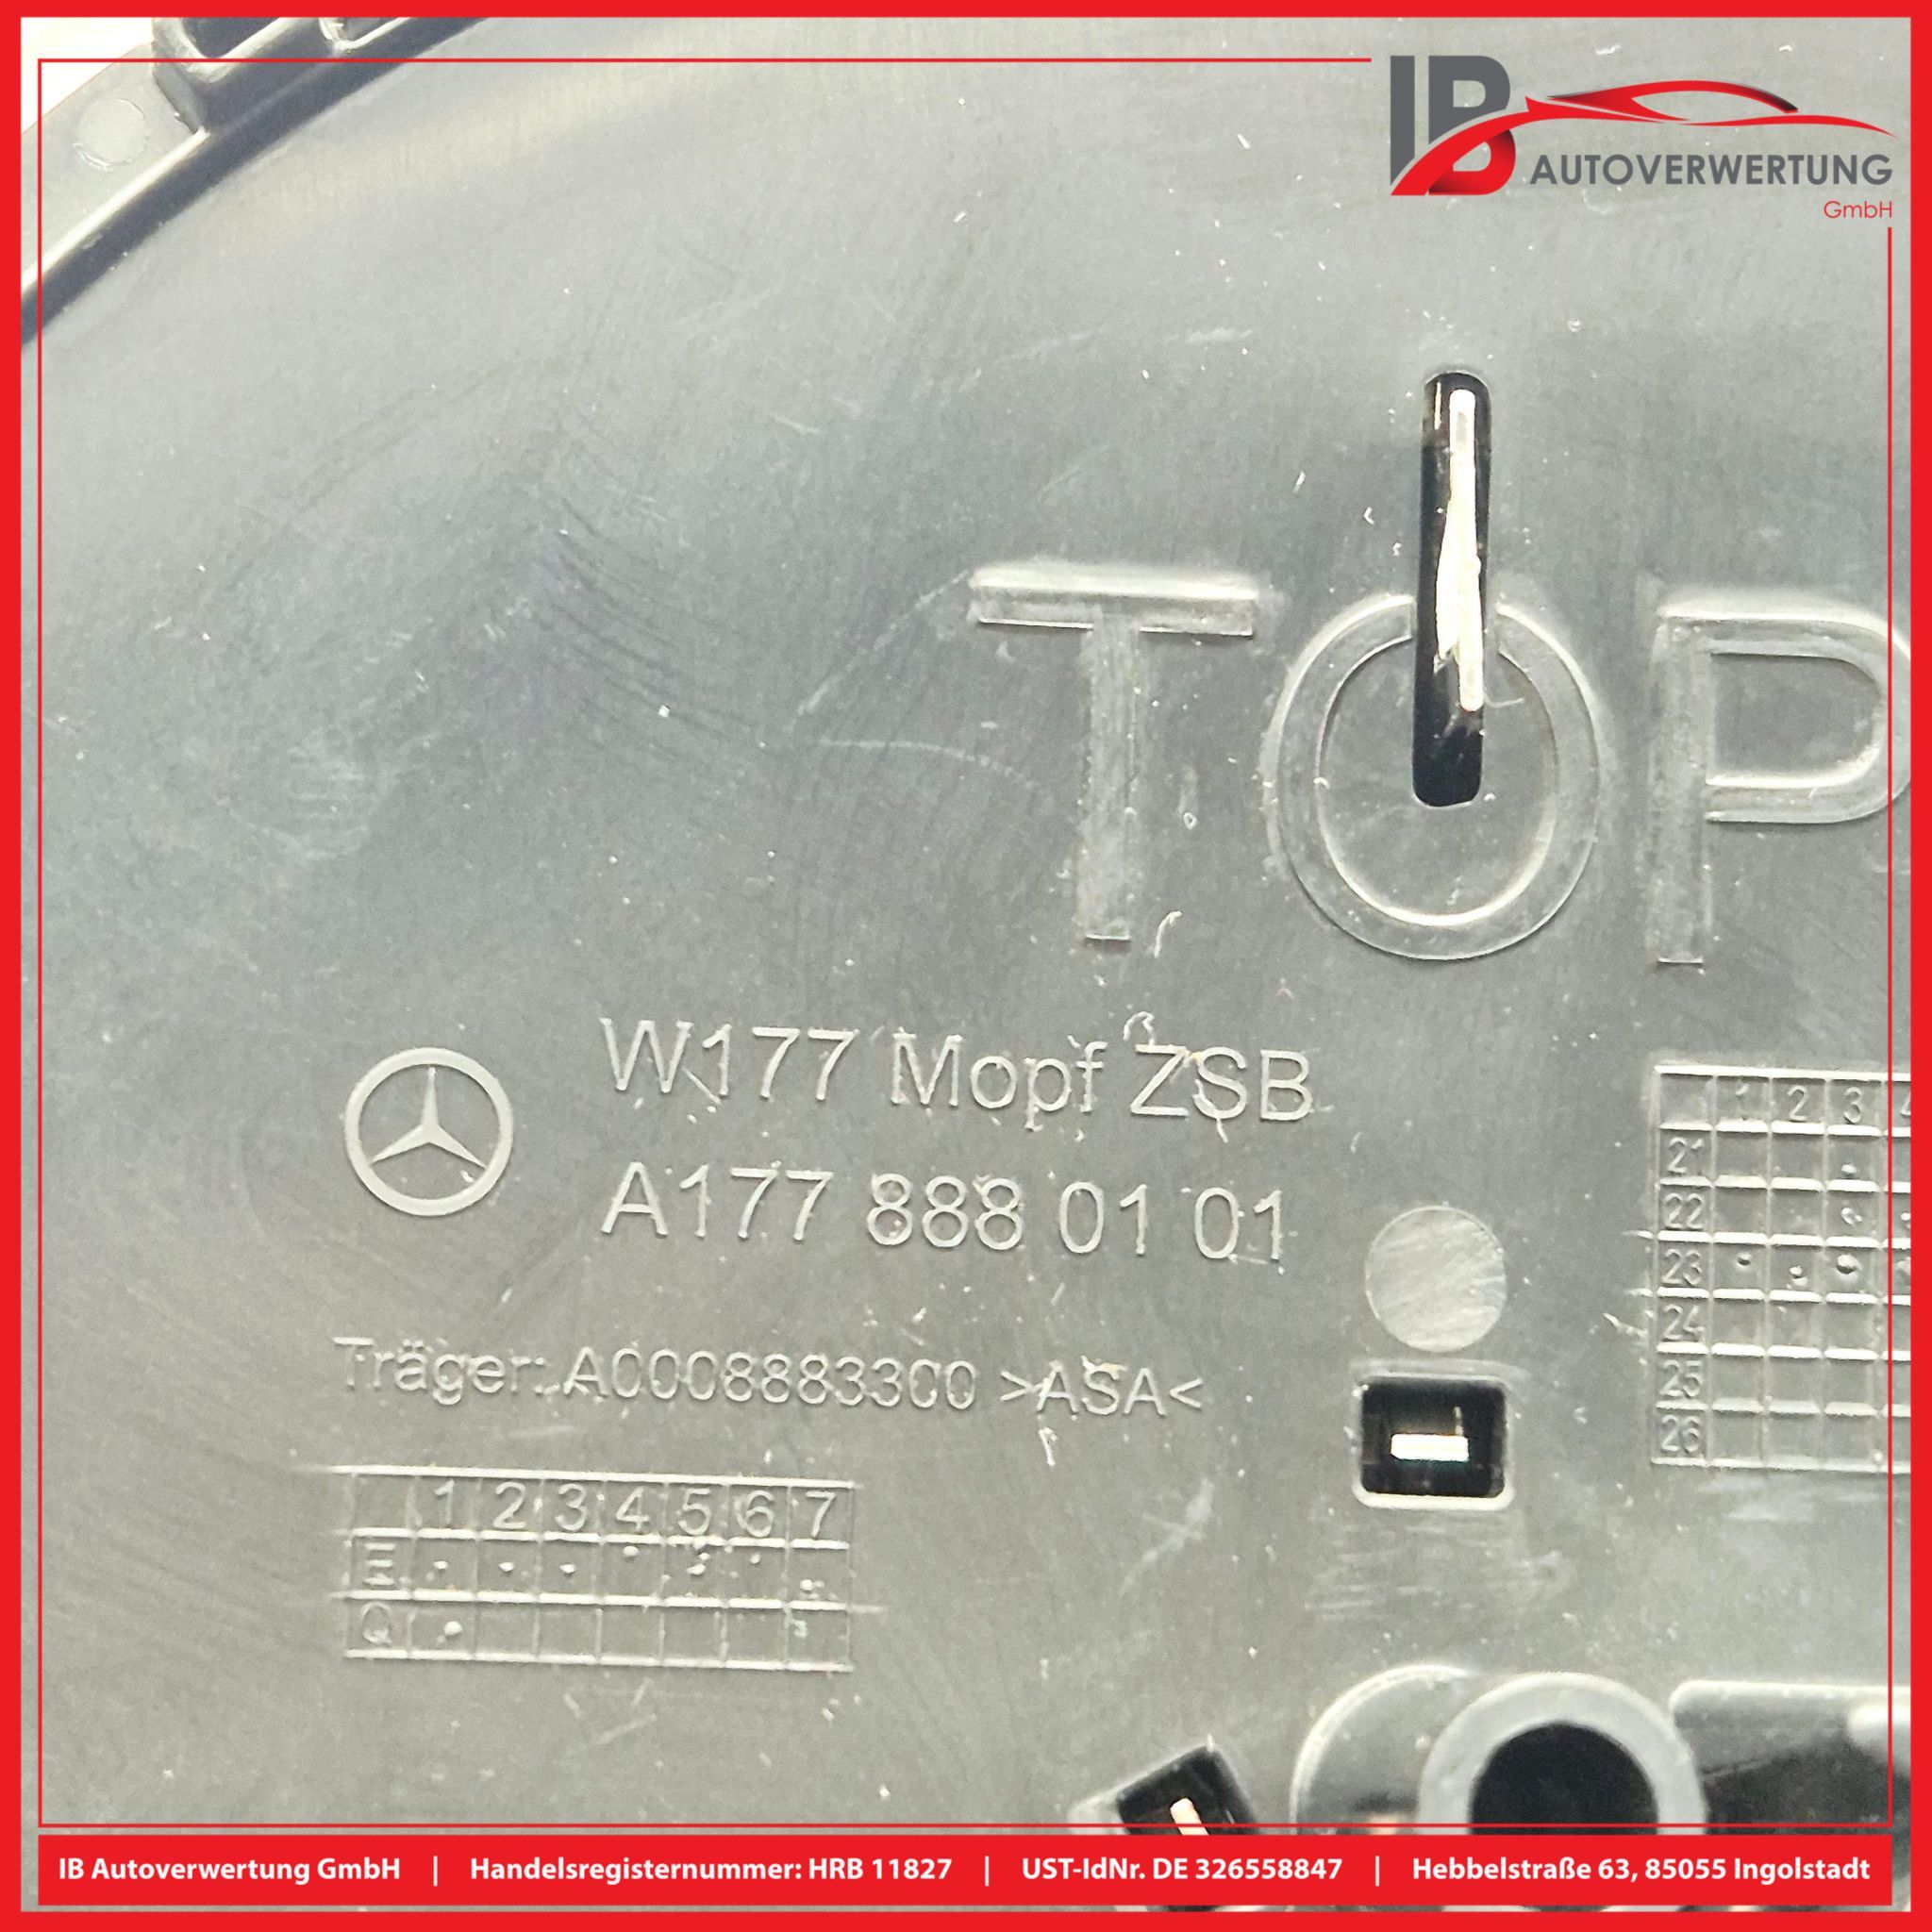 IB
AUTOVERWERTUNG
GmbH
TOP
W177 Mopf ZSB
A177 888 01 01
Träger: A0008883300 >ASA<
1 2 3 4 5 6 7
E
Q
1 2 3 4
21
22
23
24
25
26
IB Autoverwertung GmbH | Handelsregisternummer: HRB 11827 | UST-IdNr. DE 326558847 | Hebbelstraße 63, 85055 Ingolstadt